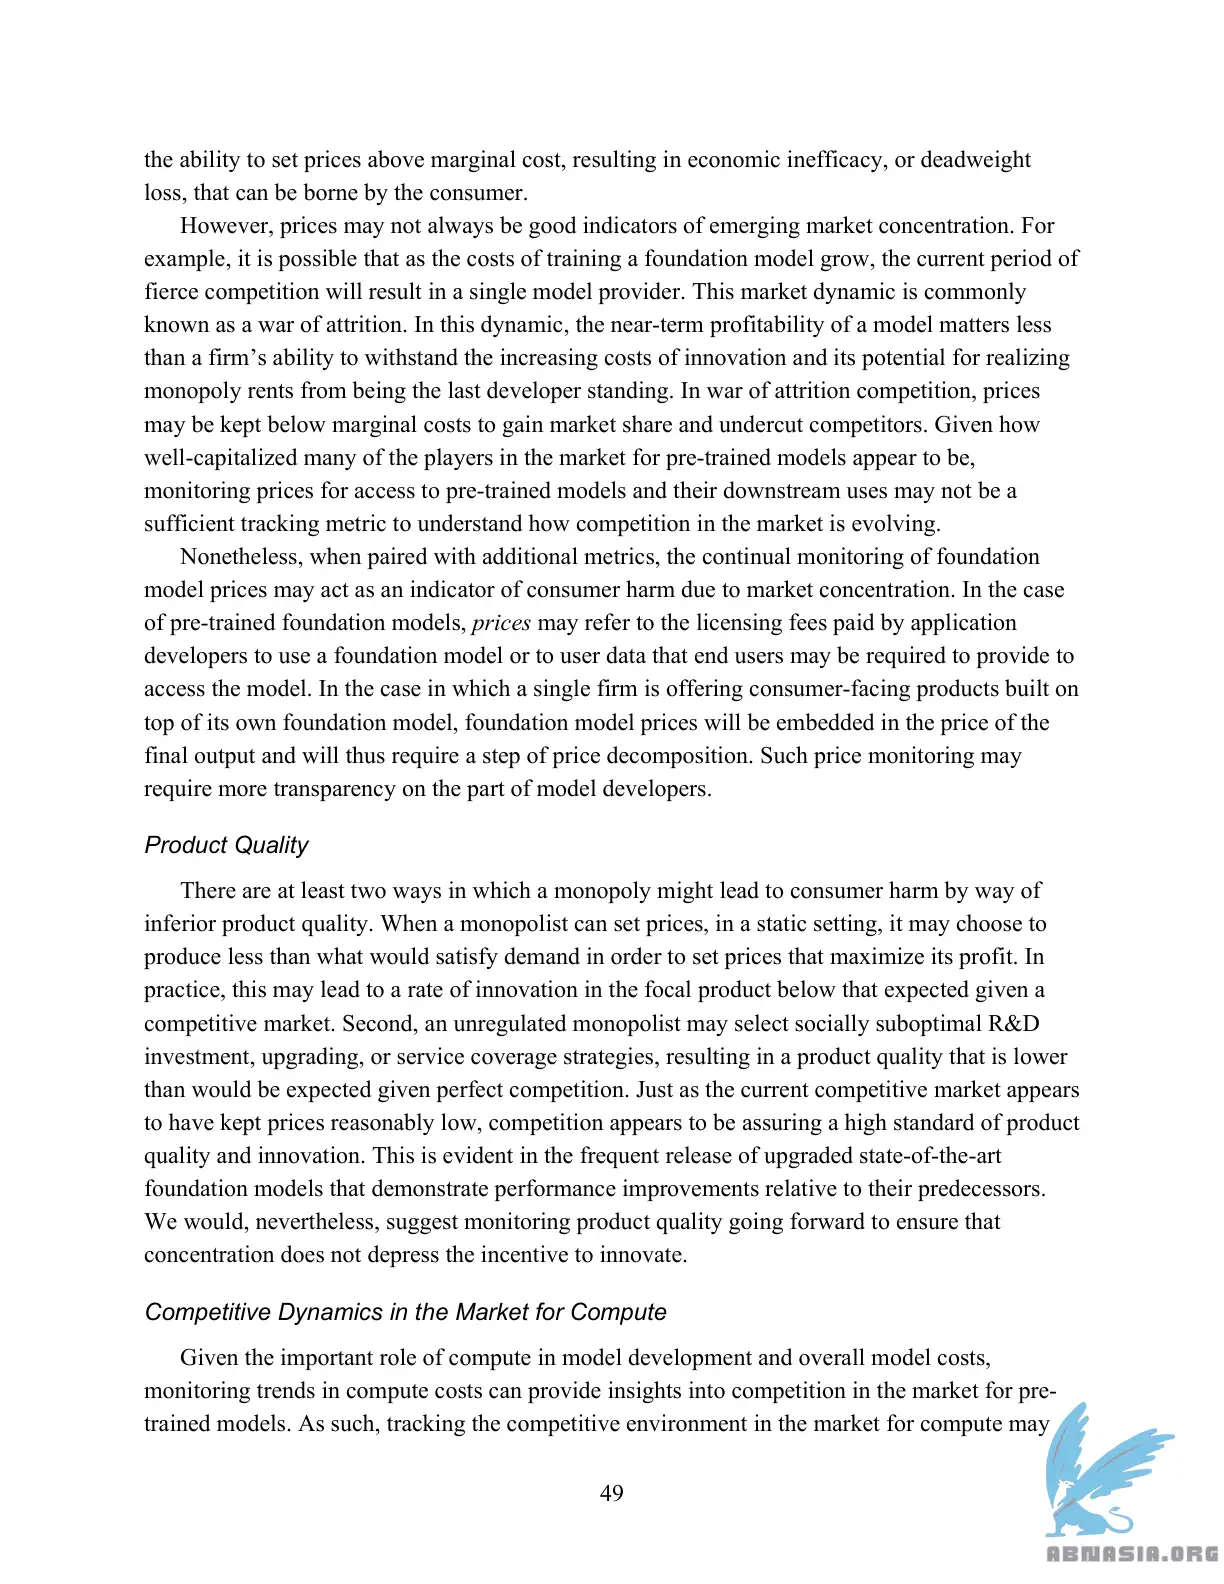 the ability to set prices above marginal cost, resulting in economic inefficacy, or deadweight
loss, that can be borne by the consumer.
However, prices may not always be good indicators of emerging market concentration. For
example, it is possible that as the costs of training a foundation model grow, the current period of
fierce competition will result in a single model provider. This market dynamic is commonly
known as a war of attrition. In this dynamic, the near-term profitability of a model matters less
than a firm’s ability to withstand the increasing costs of innovation and its potential for realizing
monopoly rents from being the last developer standing. In war of attrition competition, prices
may be kept below marginal costs to gain market share and undercut competitors. Given how
well-capitalized many of the players in the market for pre-trained models appear to be,
monitoring prices for access to pre-trained models and their downstream uses may not be a
sufficient tracking metric to understand how competition in the market is evolving.
Nonetheless, when paired with additional metrics, the continual monitoring of foundation
model prices may act as an indicator of consumer harm due to market concentration. In the case
of pre-trained foundation models, prices may refer to the licensing fees paid by application
developers to use a foundation model or to user data that end users may be required to provide to
access the model. In the case in which a single firm is offering consumer-facing products built on
top of its own foundation model, foundation model prices will be embedded in the price of the
final output and will thus require a step of price decomposition. Such price monitoring may
require more transparency on the part of model developers.
Product Quality
There are at least two ways in which a monopoly might lead to consumer harm by way of
inferior product quality. When a monopolist can set prices, in a static setting, it may choose to
produce less than what would satisfy demand in order to set prices that maximize its profit. In
practice, this may lead to a rate of innovation in the focal product below that expected given a
competitive market. Second, an unregulated monopolist may select socially suboptimal R&D
investment, upgrading, or service coverage strategies, resulting in a product quality that is lower
than would be expected given perfect competition. Just as the current competitive market appears
to have kept prices reasonably low, competition appears to be assuring a high standard of product
quality and innovation. This is evident in the frequent release of upgraded state-of-the-art
foundation models that demonstrate performance improvements relative to their predecessors.
We would, nevertheless, suggest monitoring product quality going forward to ensure that
concentration does not depress the incentive to innovate.
Competitive Dynamics in the Market for Compute
Given the important role of compute in model development and overall model costs,
monitoring trends in compute costs can provide insights into competition in the market for pre-
trained models. As such, tracking the competitive environment in the market for compute may
49
ABNASIA.ORG